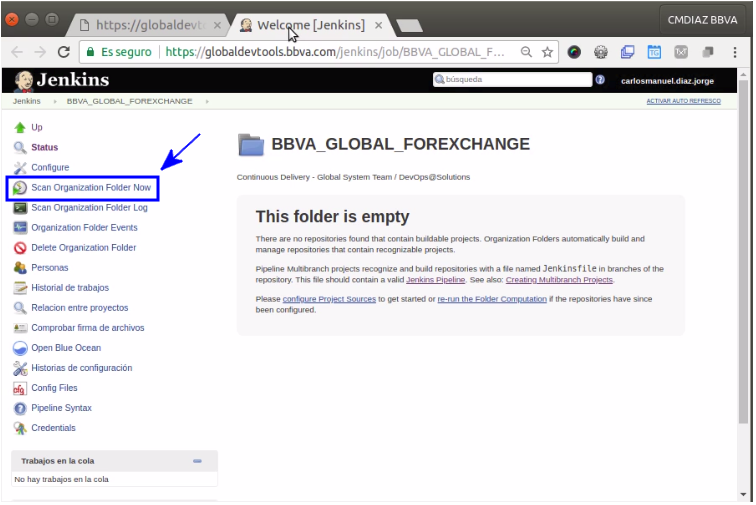 CMDIAZ BBVA
https://globaldevt
Welcome [Jenkins]
Es seguro | https://globaldevtools.bbva.com/jenkins/job/BBVA_GLOBAL_F...
Jenkins
búsqueda
carlosmanuel.diaz.jorge
Jenkins
BBVA_GLOBAL_FOREXCHANGE
ACTIVAR AUTO REFRESCO
Up
Status
Configure
Scan Organization Folder Now
Scan Organization Folder Log
Organization Folder Events
Delete Organization Folder
Personas
Historial de trabajos
Relacion entre proyectos
Comprobar firma de archivos
Open Blue Ocean
Historias de configuración
Config Files
Pipeline Syntax
Credentials
Trabajos en la cola
No hay trabajos en la cola
BBVA_GLOBAL_FOREXCHANGE
Continuous Delivery - Global System Team / DevOps@Solutions
This folder is empty
There are no repositories found that contain buildable projects. Organization Folders automatically build and
manage repositories that contain recognizable projects.
Pipeline Multibranch projects recognize and build repositories with a file named Jenkinsfile in branches of the
repository. This file should contain a valid Jenkins Pipeline. See also: Creating Multibranch Projects.
Please configure Project Sources to get started or re-run the Folder Computation if the repositories have since
been configured.